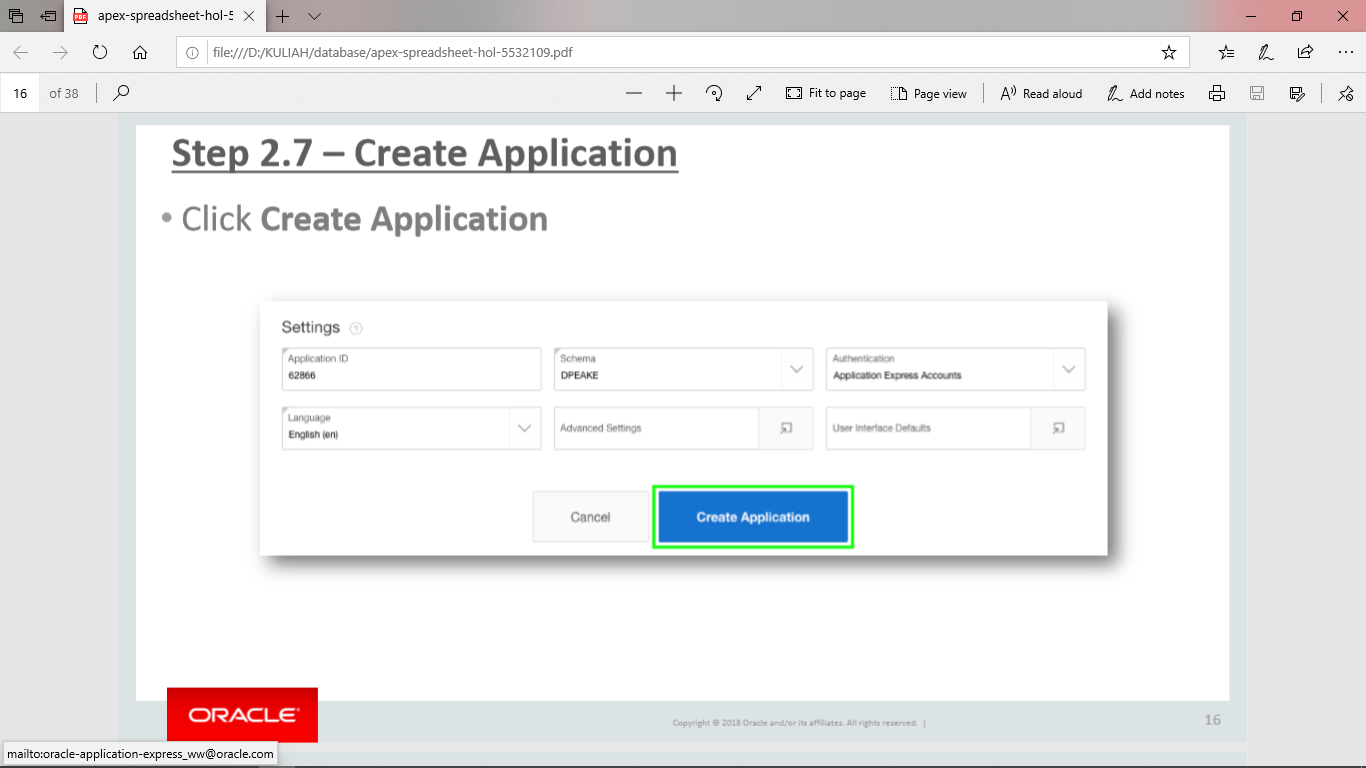 apex-spreadsheet-hol-5
file:///D:/KULIAH/database/apex-spreadsheet-hol-5532109.pdf
16 of 38
Fit to page
Page view
Read aloud
Add notes
Step 2.7 – Create Application
• Click Create Application
Settings
Application ID
62866
Schema
DPEAKE
Authentication
Application Express Accounts
Language
English (en)
Advanced Settings
User Interface Defaults
Cancel
Create Application
ORACLE®
Copyright © 2018 Oracle and/or its affiliates. All rights reserved. |
16
mailto:oracle-application-express_ww@oracle.com